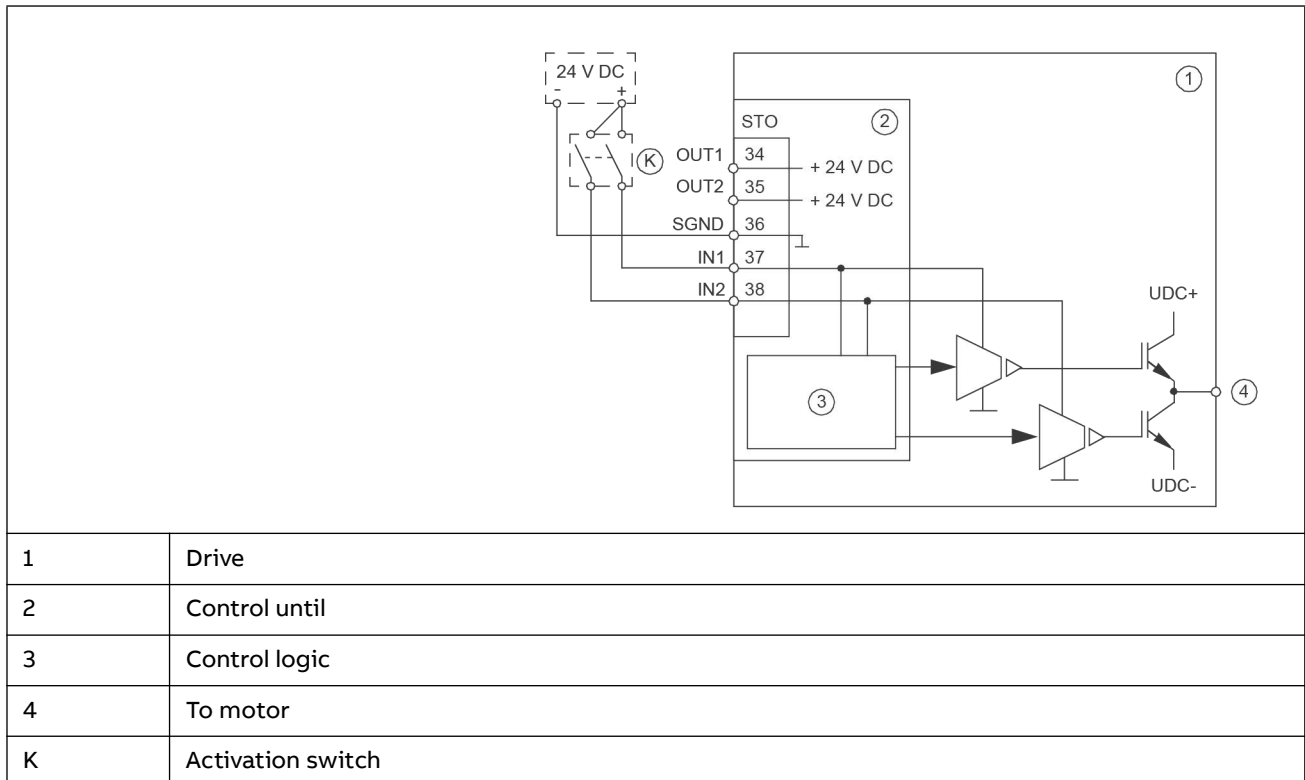 24 V DC
- +
K
1
2
STO
OUT1 34 + 24 V DC
OUT2 35 + 24 V DC
SGND 36
IN1 37
IN2 38
UDC+
3
4
UDC-
1 Drive
2 Control until
3 Control logic
4 To motor
K Activation switch